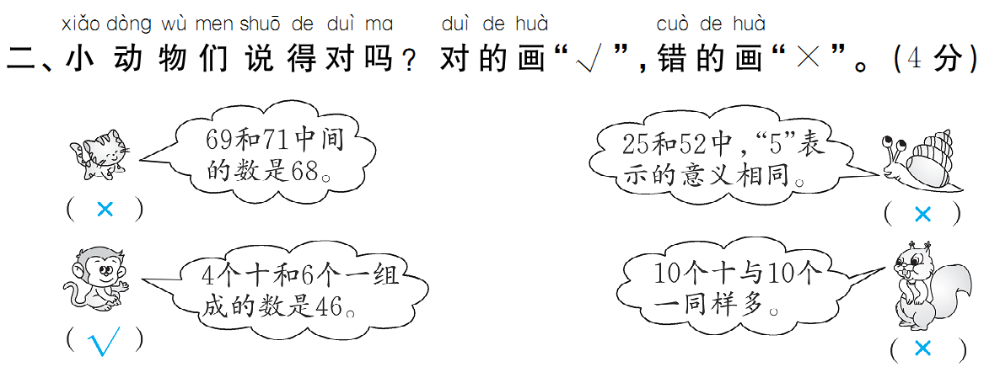 xiǎo dòng wù men shuō de duì ma duì de huà cuò de huà
二、小动物们说得对吗? 对的画“√”,错的画“×”。(4分)
69和71中间
的数是68。
( × )
25和52中,“5”表
示的意义相同。
( × )
4个十和6个一组
成的数是46。
( √ )
10个十与10个
一同样多。
( × )